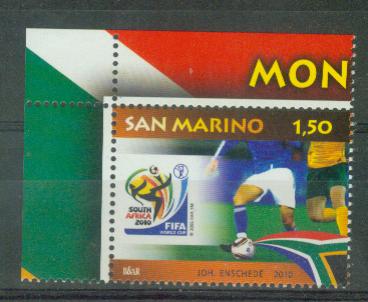 MON
SAN MARINO 1,50
SOUTH AFRICA
2010
FIFA
WORLD CUP
JOH. ENSCHEDÉ 2010